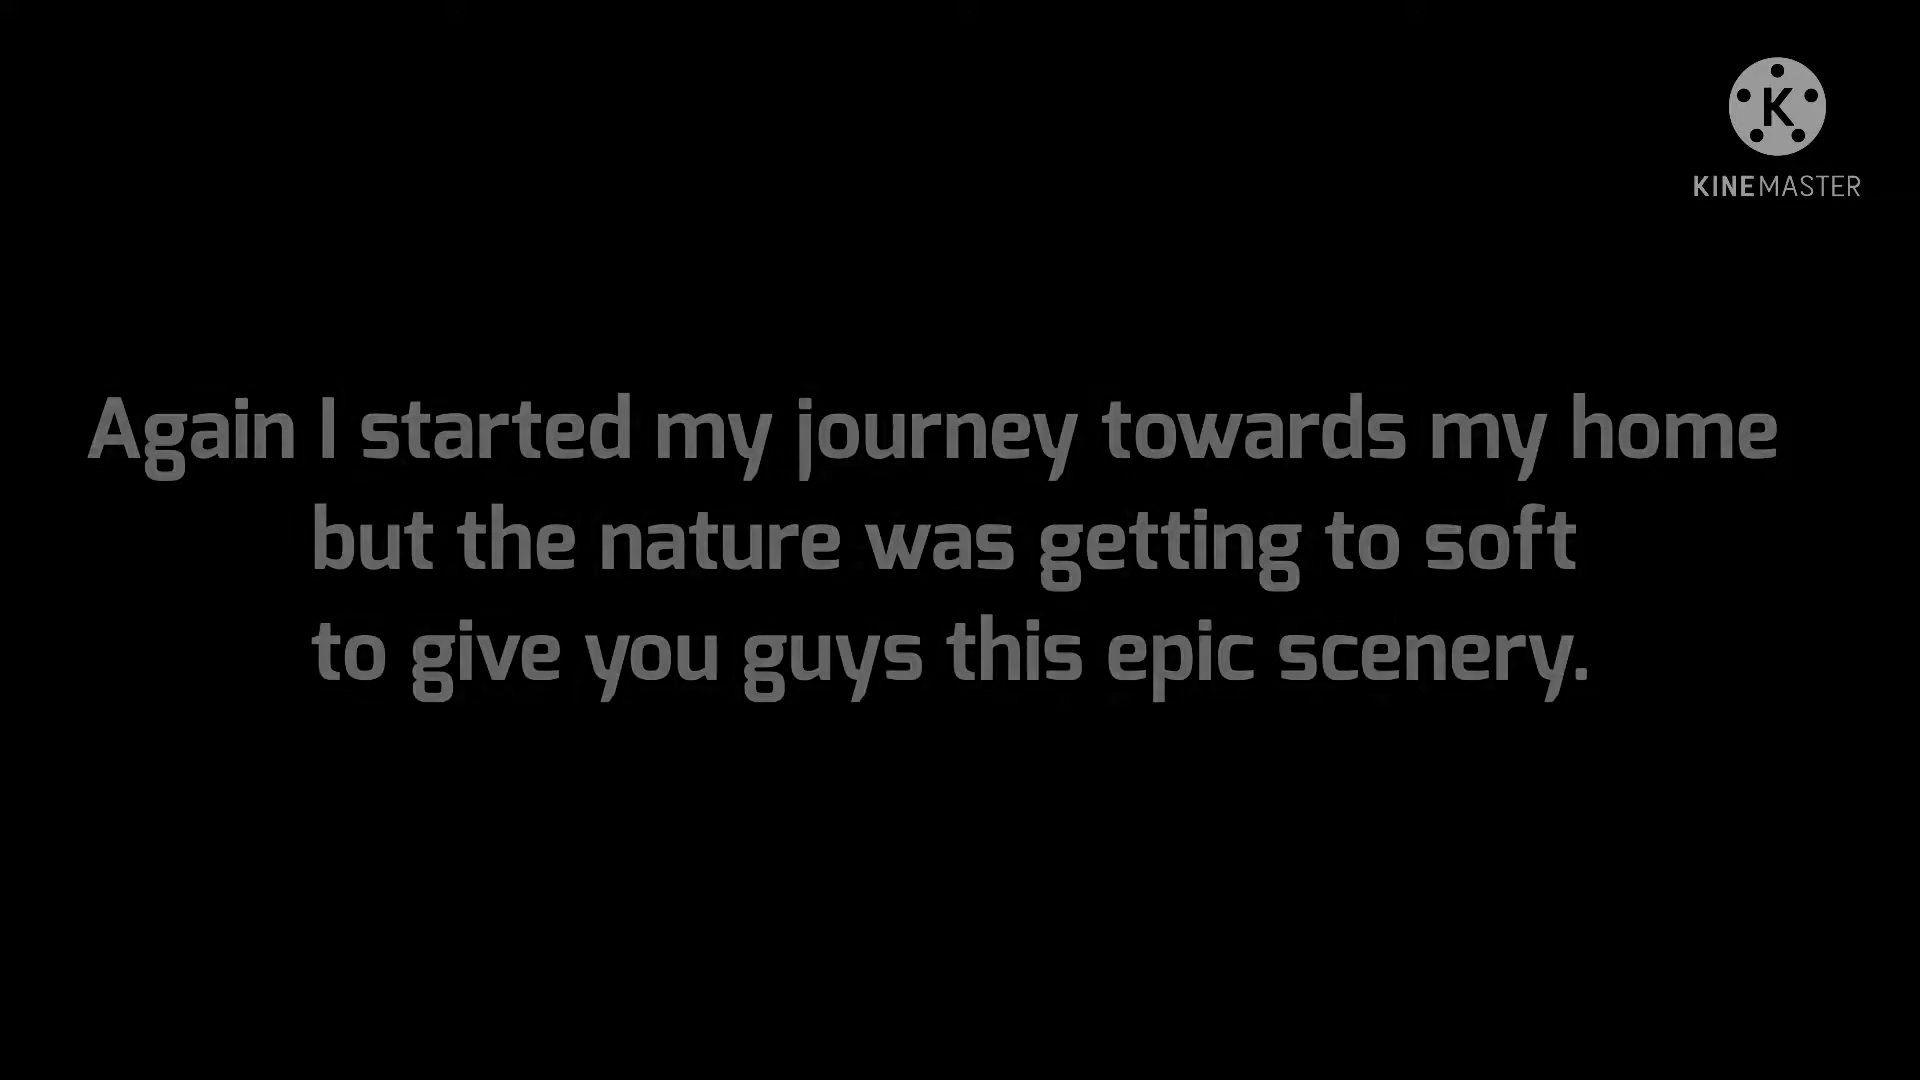 K
KINEMASTER
Again I started my journey towards my home
but the nature was getting to soft
to give you guys this epic scenery.